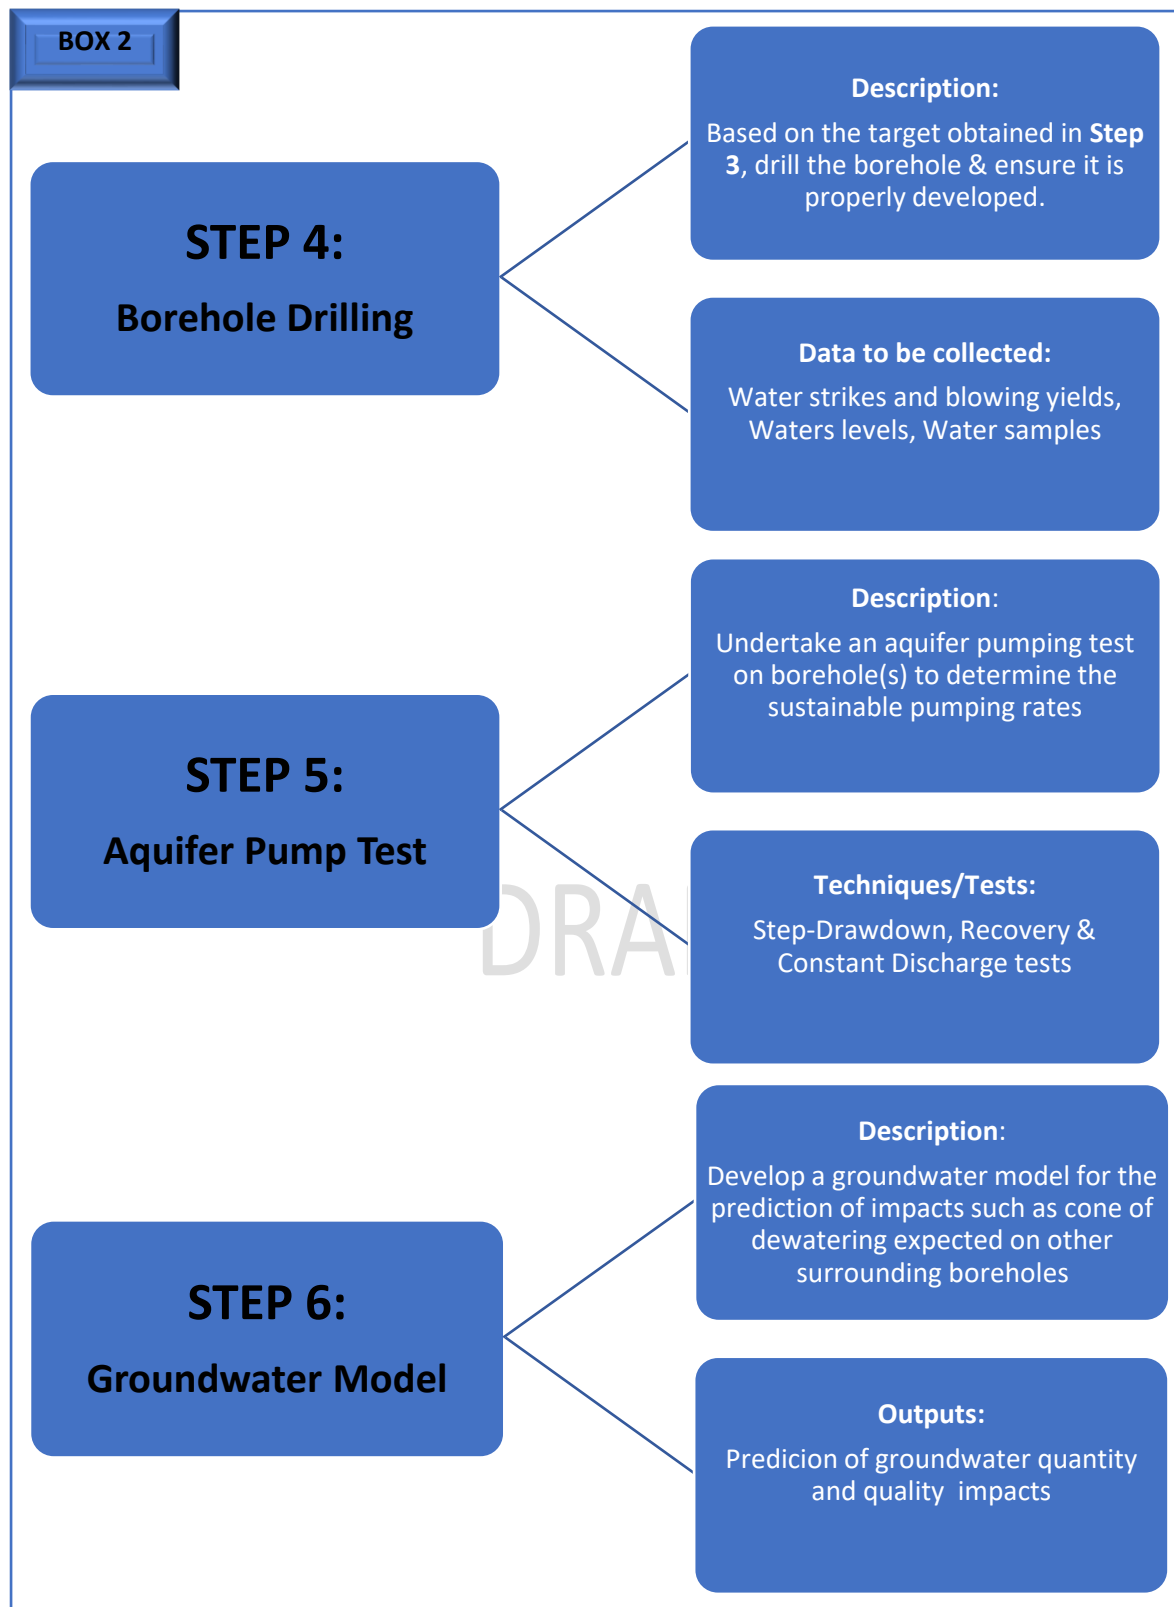 BOX 2
STEP 4:
Borehole Drilling
Description:
Based on the target obtained in Step
3, drill the borehole & ensure it is
properly developed.
Data to be collected:
Water strikes and blowing yields,
Waters levels, Water samples
STEP 5:
Aquifer Pump Test
Description:
Undertake an aquifer pumping test
on borehole(s) to determine the
sustainable pumping rates
Techniques/Tests:
Step-Drawdown, Recovery &
Constant Discharge tests
STEP 6:
Groundwater Model
Description:
Develop a groundwater model for the
prediction of impacts such as cone of
dewatering expected on other
surrounding boreholes
Outputs:
Predicion of groundwater quantity
and quality  impacts